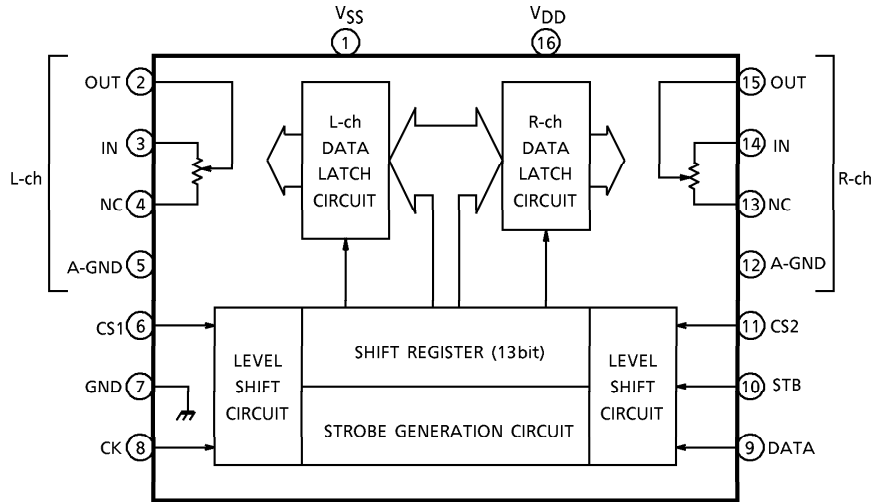 VSS
1
VDD
16
L-ch
OUT 2
IN 3
NC 4
A-GND 5
CS1 6
GND 7
CK 8
L-ch
DATA
LATCH
CIRCUIT
R-ch
DATA
LATCH
CIRCUIT
LEVEL
SHIFT
CIRCUIT
SHIFT REGISTER (13bit)
STROBE GENERATION CIRCUIT
LEVEL
SHIFT
CIRCUIT
15 OUT
14 IN
13 NC
12 A-GND
11 CS2
10 STB
9 DATA
R-ch